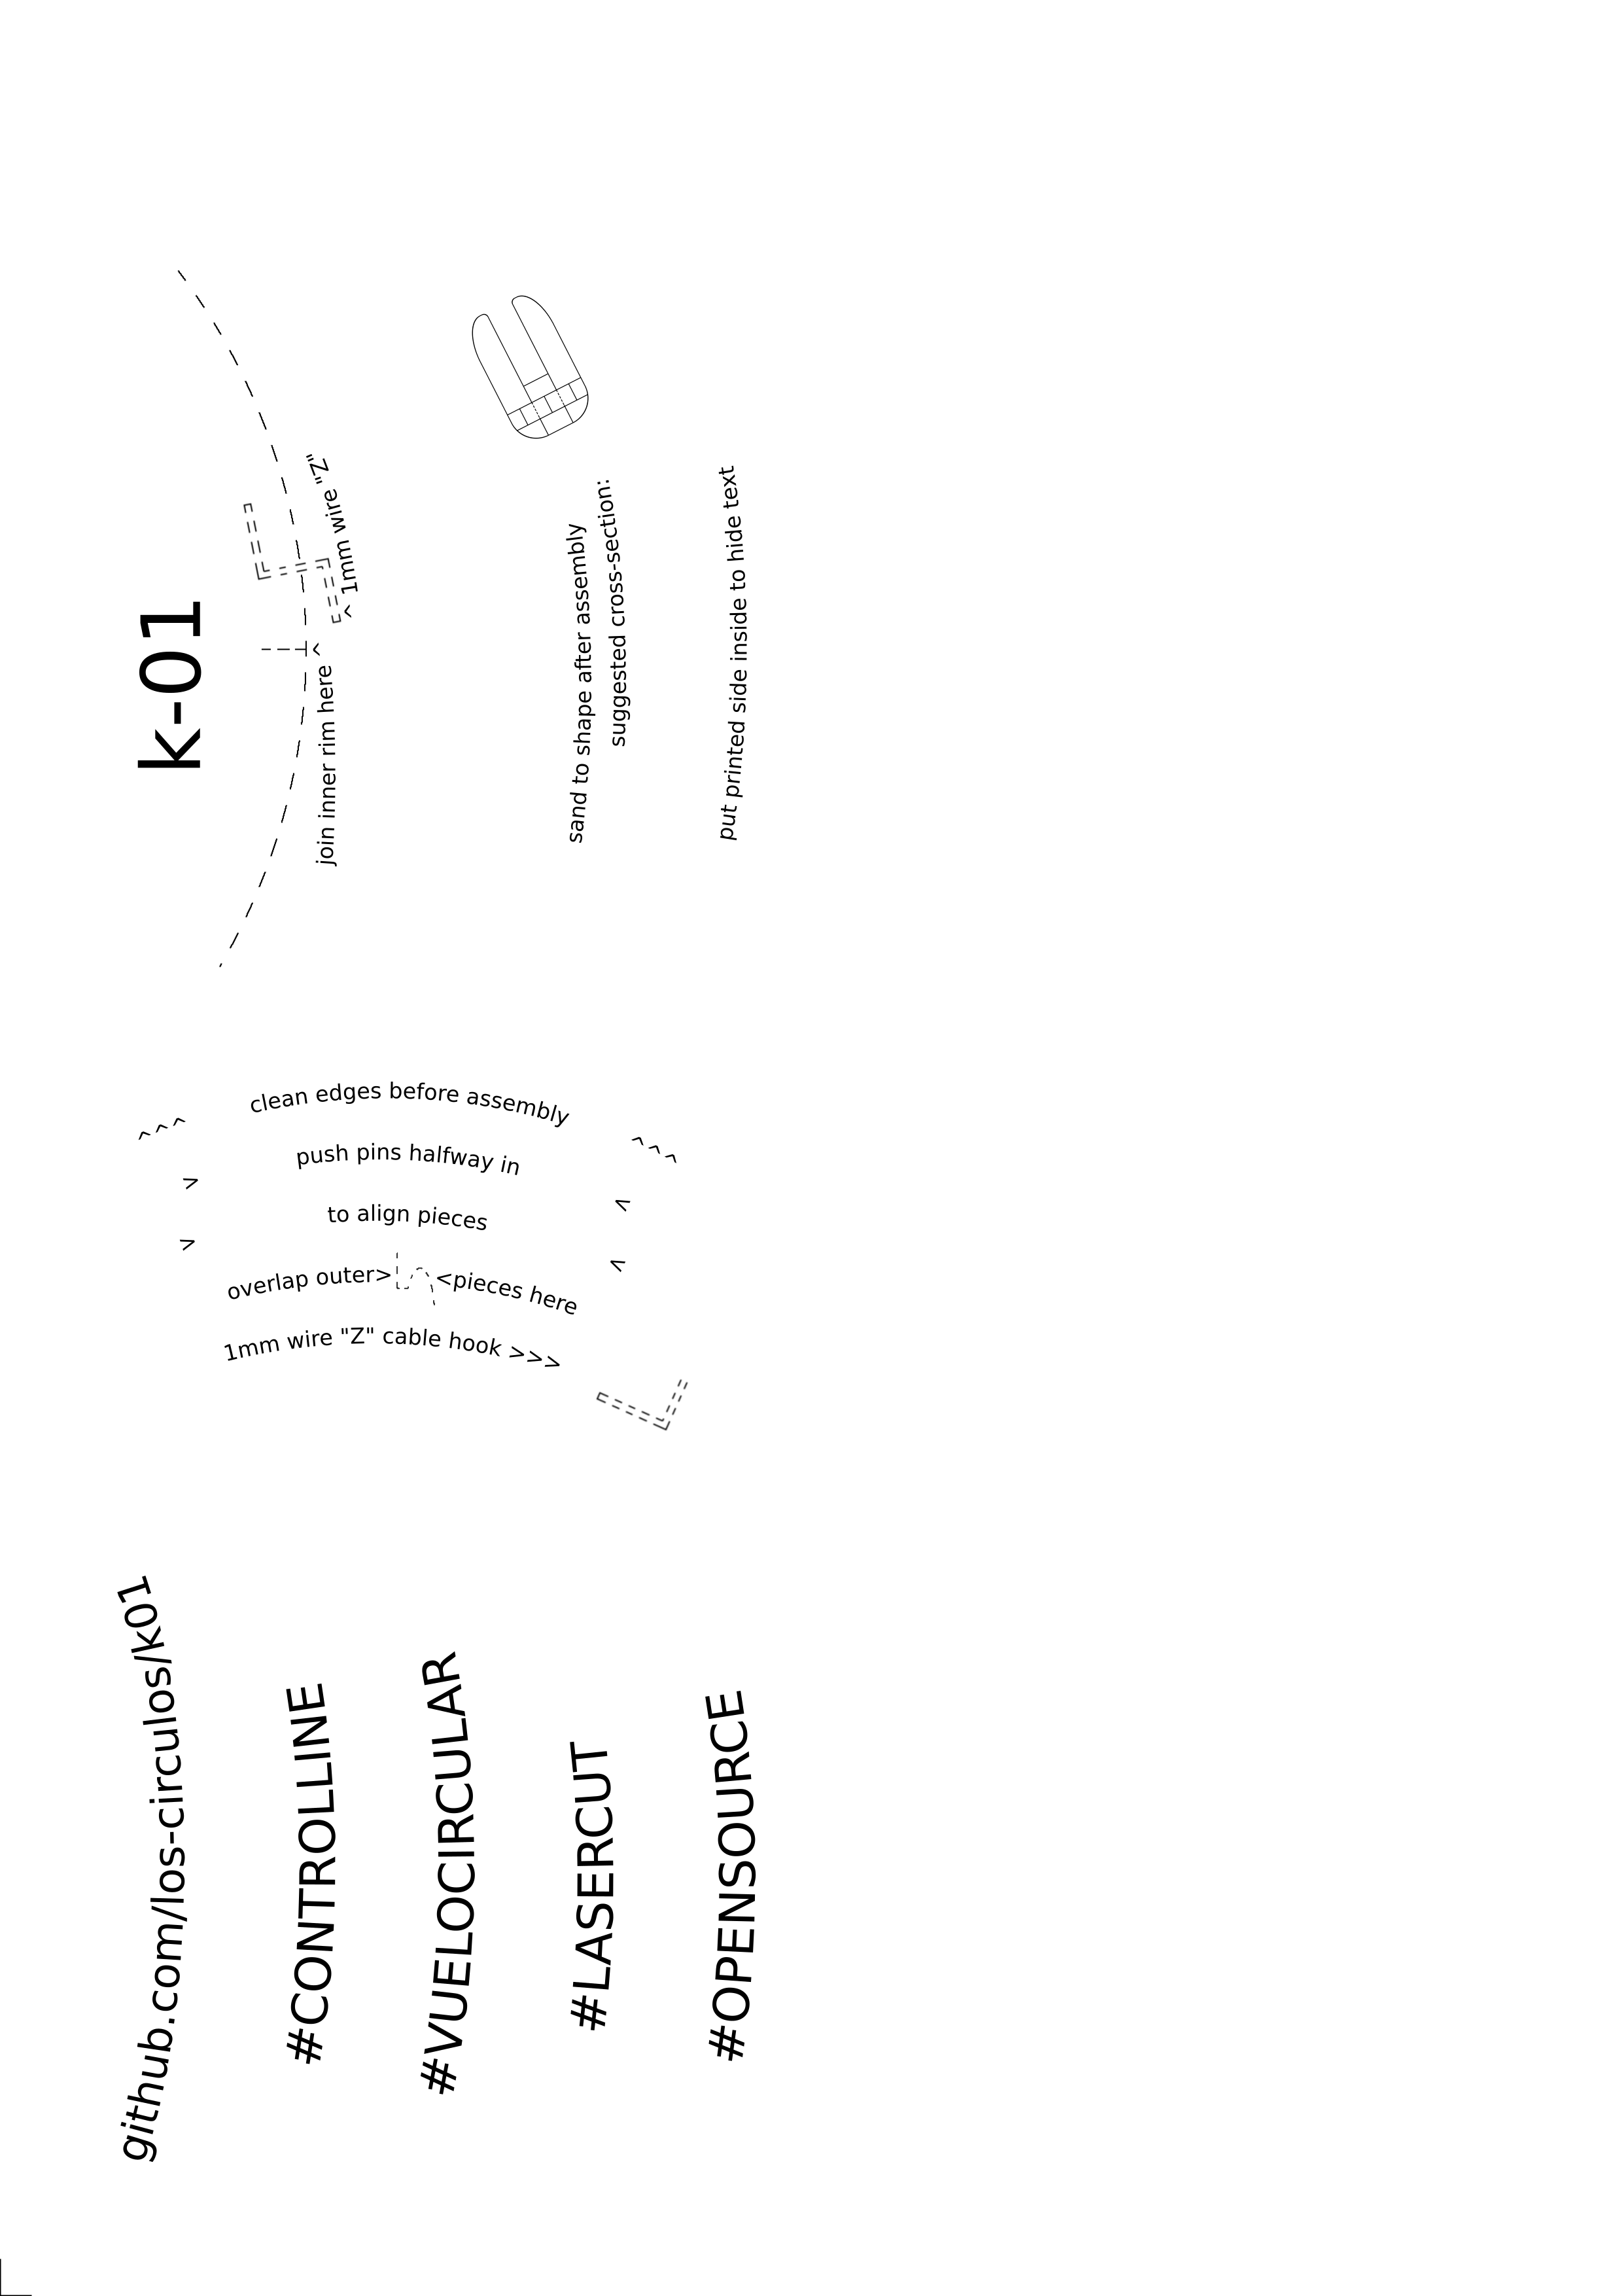 k-01
^ 1mm wire "Z"
join inner rim here ^
sand to shape after assembly
suggested cross-section:
put printed side inside to hide text
clean edges before assembly
^^^
^^^
push pins halfway in
>
<
to align pieces
>
<
overlap outer> <pieces here
1mm wire "Z" cable hook >>>
github.com/los-circulos/k01
#CONTROLLINE
#VUELOCIRCULAR
#LASERCUT
#OPENSOURCE